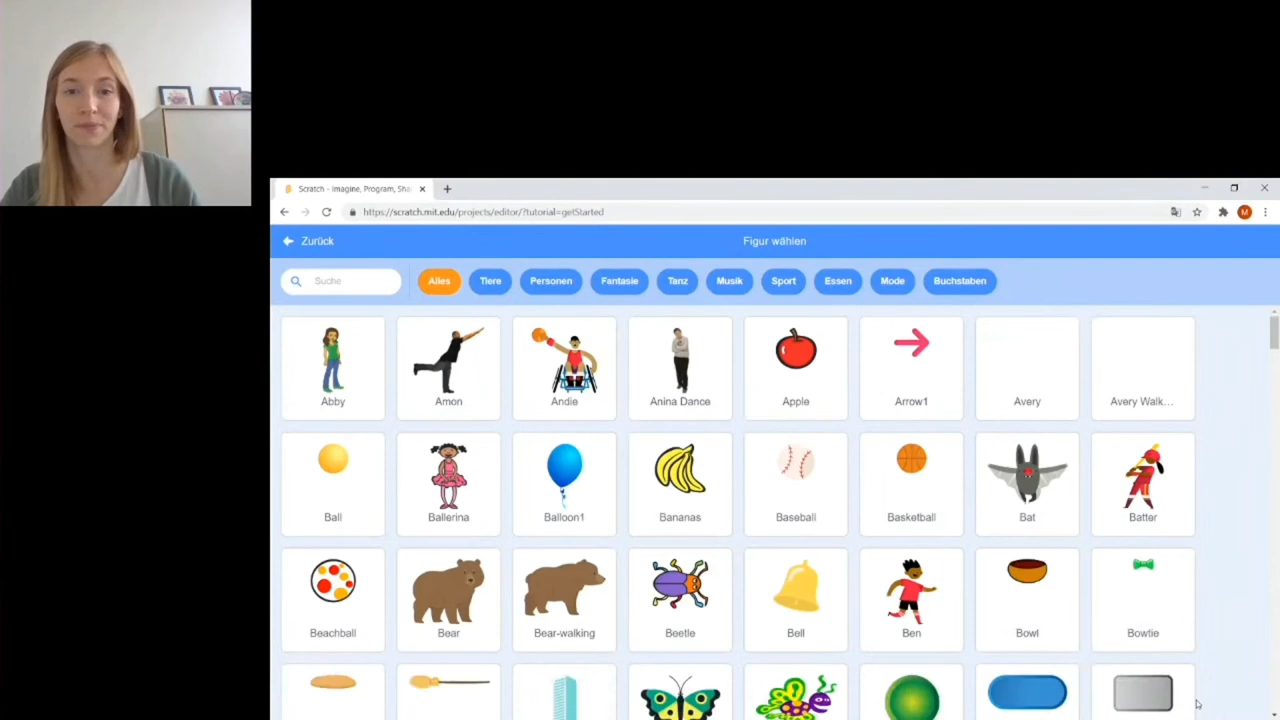 Scratch - Imagine, Program, Sha
https://scratch.mit.edu/projects/editor/?tutorial=getStarted
M
Zurück
Figur wählen
Suche
Alles
Tiere
Personen
Fantasie
Tanz
Musik
Sport
Essen
Mode
Buchstaben
Abby
Amon
Andie
Anina Dance
Apple
Arrow1
Avery
Avery Walk...
Ball
Ballerina
Balloon1
Bananas
Baseball
Basketball
Bat
Batter
Beachball
Bear
Bear-walking
Beetle
Bell
Ben
Bowl
Bowtie